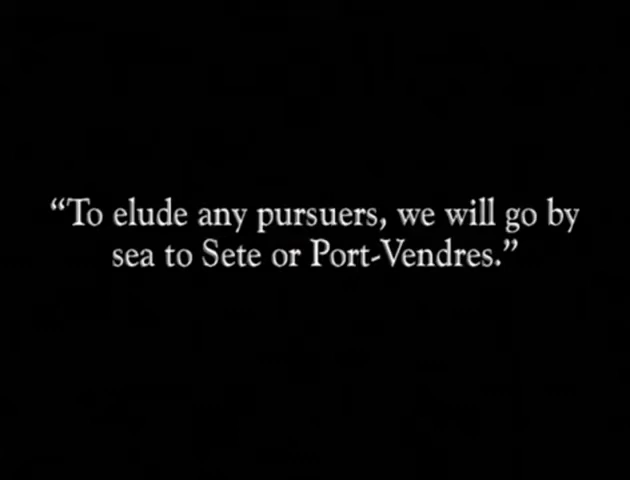 “To elude any pursuers, we will go by
sea to Sete or Port-Vendres.”